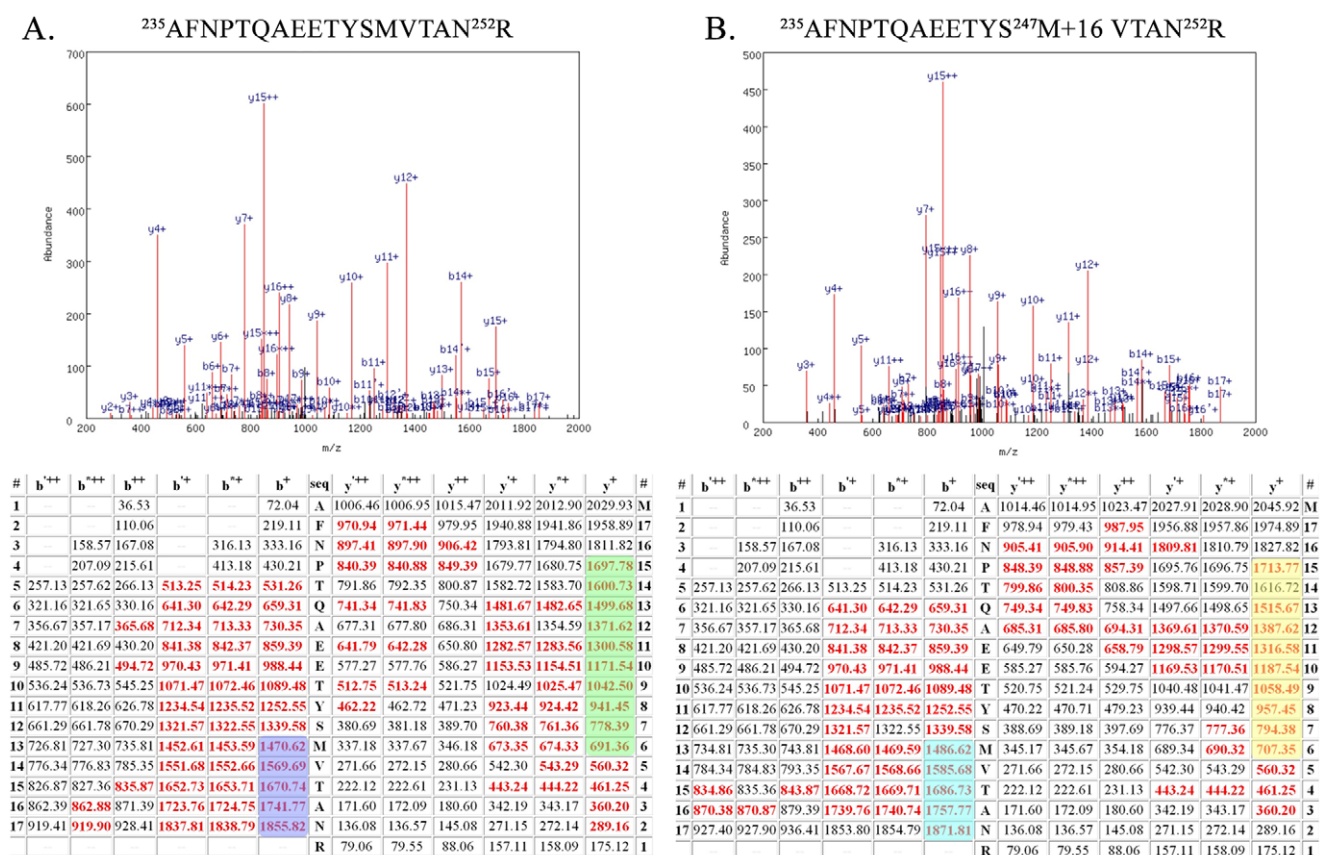 A. ²³⁵AFNPTQAEETYSMVTAN²⁵²R
B. ²³⁵AFNPTQAEETYS²⁴⁷M+16 VTAN²⁵²R
700
600
500
400
300
200
100
0
Abundance
200 400 600 800 1000 1200 1400 1600 1800 2000
m/z
y15++
y12+
y7+
y4+
y11+
y16++
y10+
b14+
y8+
y9+
y15+
y5+
y6+
500
450
400
350
300
250
200
150
100
50
0
Abundance
200 400 600 800 1000 1200 1400 1600 1800 2000
m/z
y15++
y7+
y8+
y12+
y4+
y16++
y9+
y10+
y11+
y5+
y3+
y11++
b11+
b14+
b15+
b17+
# b'++ b*++ b++ b'+ b*+ b+ seq y'++ y*++ y++ y'+ y*+ y+ #
1 -- -- 36.53 -- -- 72.04 A 1006.46 1006.95 1015.47 2011.92 2012.90 2029.93 M
2 -- -- 110.06 -- -- 219.11 F 970.94 971.44 979.95 1940.88 1941.86 1958.89 17
3 -- 158.57 167.08 -- 316.13 333.16 N 897.41 897.90 906.42 1793.81 1794.80 1811.82 16
4 -- 207.09 215.61 -- 413.18 430.21 P 840.39 840.88 849.39 1679.77 1680.75 1697.78 15
5 257.13 257.62 266.13 513.25 514.23 531.26 T 791.86 792.35 800.87 1582.72 1583.70 1600.73 14
6 321.16 321.65 330.16 641.30 642.29 659.31 Q 741.34 741.83 750.34 1481.67 1482.65 1499.68 13
7 356.67 357.17 365.68 712.34 713.33 730.35 A 677.31 677.80 686.31 1353.61 1354.59 1371.62 12
8 421.20 421.69 430.20 841.38 842.37 859.39 E 641.79 642.28 650.80 1282.57 1283.56 1300.58 11
9 485.72 486.21 494.72 970.43 971.41 988.44 E 577.27 577.76 586.27 1153.53 1154.51 1171.54 10
10 536.24 536.73 545.25 1071.47 1072.46 1089.48 T 512.75 513.24 521.75 1024.49 1025.47 1042.50 9
11 617.77 618.26 626.78 1234.54 1235.52 1252.55 Y 462.22 462.72 471.23 923.44 924.42 941.45 8
12 661.29 661.78 670.29 1321.57 1322.55 1339.58 S 380.69 381.18 389.70 760.38 761.36 778.39 7
13 726.81 727.30 735.81 1452.61 1453.59 1470.62 M 337.18 337.67 346.18 673.35 674.33 691.36 6
14 776.34 776.83 785.35 1551.68 1552.66 1569.69 V 271.66 272.15 280.66 542.30 543.29 560.32 5
15 826.87 827.36 835.87 1652.73 1653.71 1670.74 T 222.12 222.61 231.13 443.24 444.22 461.25 4
16 862.39 862.88 871.39 1723.76 1724.75 1741.77 A 171.60 172.09 180.60 342.19 343.17 360.20 3
17 919.41 919.90 928.41 1837.81 1838.79 1855.82 N 136.08 136.57 145.08 271.15 272.14 289.16 2
-- -- -- -- -- -- R 79.06 79.55 88.06 157.11 158.09 175.12 1
# b'++ b*++ b++ b'+ b*+ b+ seq y'++ y*++ y++ y'+ y*+ y+ #
1 -- -- 36.53 -- -- 72.04 A 1014.46 1014.95 1023.47 2027.91 2028.90 2045.92 M
2 -- -- 110.06 -- -- 219.11 F 978.94 979.43 987.95 1956.88 1957.86 1974.89 17
3 -- 158.57 167.08 -- 316.13 333.16 N 905.41 905.90 914.41 1809.81 1810.79 1827.82 16
4 -- 207.09 215.61 -- 413.18 430.21 P 848.39 848.88 857.39 1695.76 1696.75 1713.77 15
5 257.13 257.62 266.13 513.25 514.23 531.26 T 799.86 800.35 808.86 1598.71 1599.70 1616.72 14
6 321.16 321.65 330.16 641.30 642.29 659.31 Q 749.34 749.83 758.34 1497.66 1498.65 1515.67 13
7 356.67 357.17 365.68 712.34 713.33 730.35 A 685.31 685.80 694.31 1369.61 1370.59 1387.62 12
8 421.20 421.69 430.20 841.38 842.37 859.39 E 649.79 650.28 658.79 1298.57 1299.55 1316.58 11
9 485.72 486.21 494.72 970.43 971.41 988.44 E 585.27 585.76 594.27 1169.53 1170.51 1187.54 10
10 536.24 536.73 545.25 1071.47 1072.46 1089.48 T 520.75 521.24 529.75 1040.48 1041.47 1058.49 9
11 617.77 618.26 626.78 1234.54 1235.52 1252.55 Y 470.22 470.71 479.23 939.44 940.42 957.45 8
12 661.29 661.78 670.29 1321.57 1322.55 1339.58 S 388.69 389.18 397.69 776.37 777.36 794.38 7
13 734.81 735.30 743.81 1468.60 1469.59 1486.62 M 345.17 345.67 354.18 689.34 690.32 707.35 6
14 784.34 784.83 793.35 1567.67 1568.66 1585.68 V 271.66 272.15 280.66 542.30 543.29 560.32 5
15 834.86 835.36 843.87 1668.72 1669.71 1686.73 T 222.12 222.61 231.13 443.24 444.22 461.25 4
16 870.38 870.87 879.39 1739.76 1740.74 1757.77 A 171.60 172.09 180.60 342.19 343.17 360.20 3
17 927.40 927.90 936.41 1853.80 1854.79 1871.81 N 136.08 136.57 145.08 271.15 272.14 289.16 2
-- -- -- -- -- -- R 79.06 79.55 88.06 157.11 158.09 175.12 1